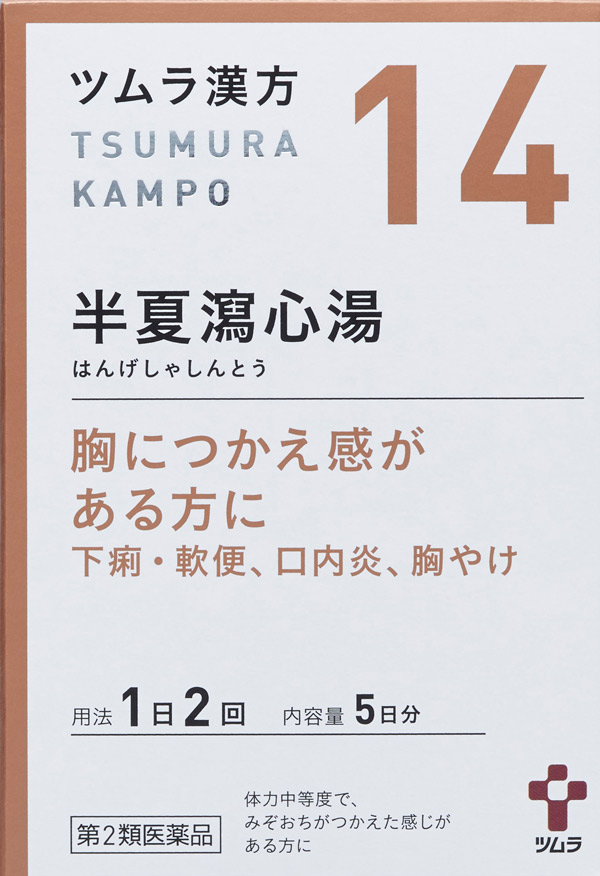 ツムラ漢方
14
TSUMURA
KAMPO
半夏瀉心湯
はんげしゃしんとう
胸につかえ感が
ある方に
下痢・軟便、口内炎、胸やけ
用法 1日2回 内容量 5日分
第2類医薬品
体力中等度で、
みぞおちがつかえた感じが
ある方に
ツムラ